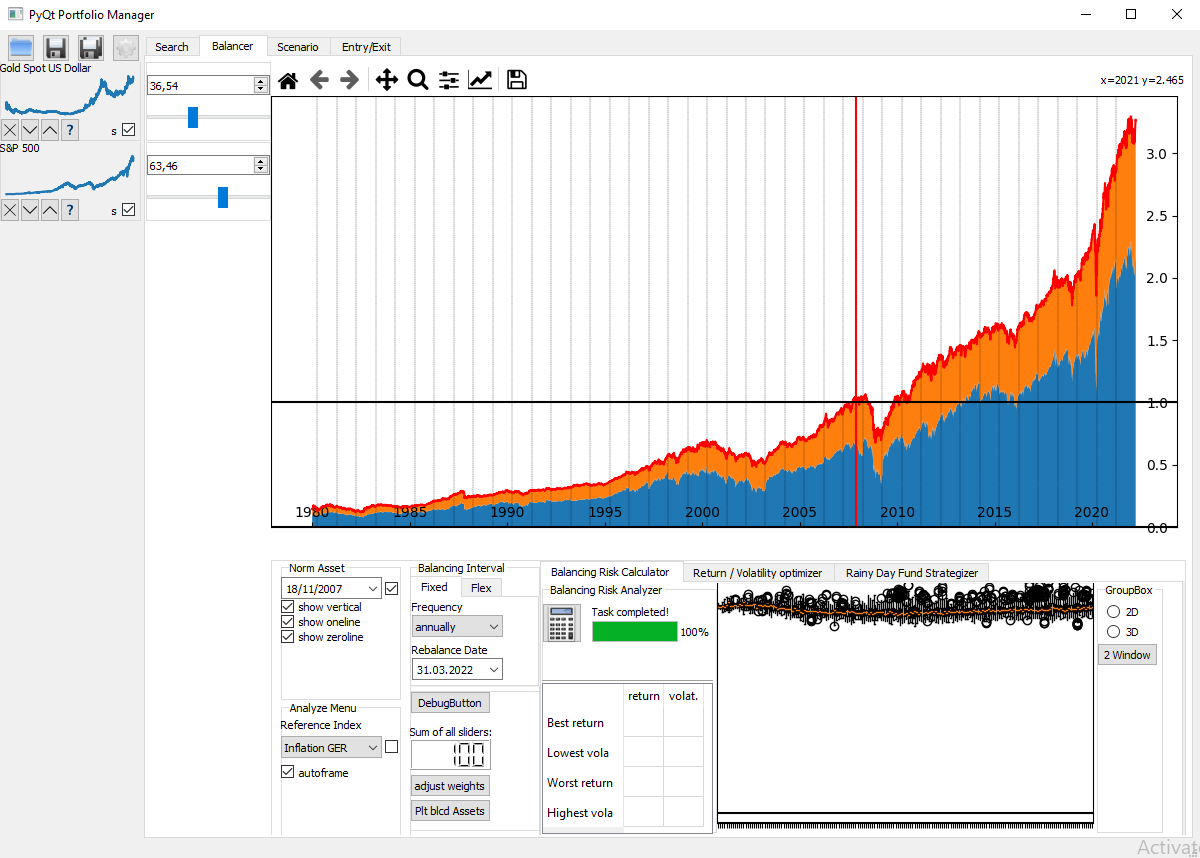 PyQt Portfolio Manager
Search Balancer Scenario Entry/Exit
Gold Spot US Dollar
36,54
x=2021 y=2.465
? s
S&P 500
63,46
? s
3.0
2.5
2.0
1.5
1.0
0.5
0.0
1980 1985 1990 1995 2000 2005 2010 2015 2020
Norm Asset
18/11/2007
show vertical
show oneline
show zeroline
Analyze Menu
Reference Index
Inflation GER
autoframe
Balancing Interval
Fixed Flex
Frequency
annually
Rebalance Date
31.03.2022
DebugButton
Sum of all sliders:
100
adjust weights
Plt blcd Assets
Balancing Risk Calculator Return / Volatility optimizer Rainy Day Fund Strategizer
Balancing Risk Analyzer
Task completed!
100%
return volat.
Best return
Lowest vola
Worst return
Highest vola
GroupBox
2D
3D
2 Window
Activat